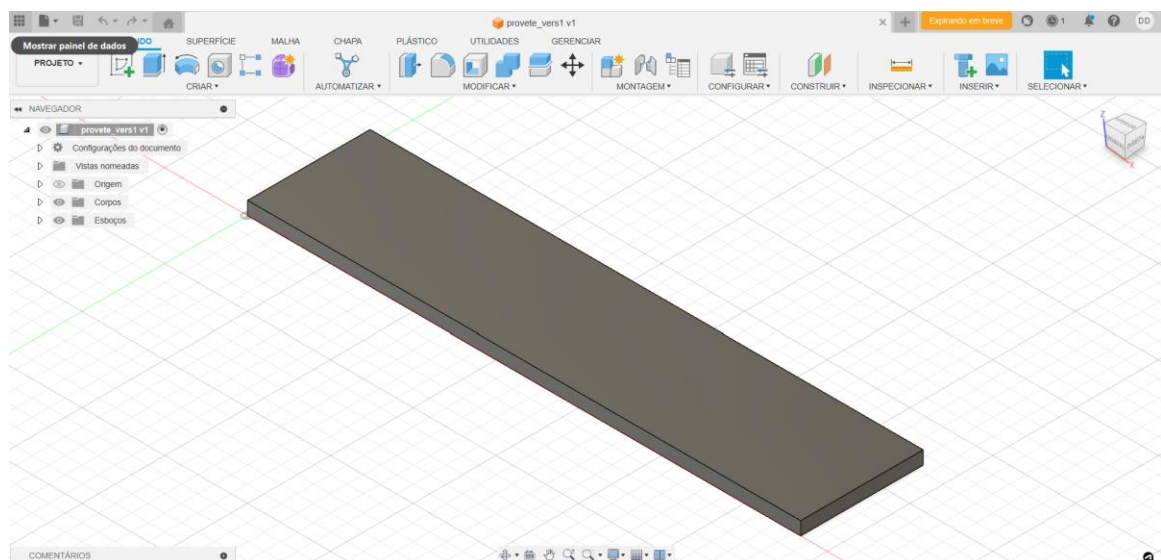 provete_vers1 v1
Expirando em breve
1
DD
Mostrar painel de dados
DO
SUPERFÍCIE
MALHA
CHAPA
PLÁSTICO
UTILIDADES
GERENCIAR
PROJETO
CRIAR
AUTOMATIZAR
MODIFICAR
MONTAGEM
CONFIGURAR
CONSTRUIR
INSPECIONAR
INSERIR
SELECIONAR
NAVEGADOR
provete_vers1 v1
Configurações do documento
Vistas nomeadas
Origem
Corpos
Esboços
Z
X
COMENTÁRIOS